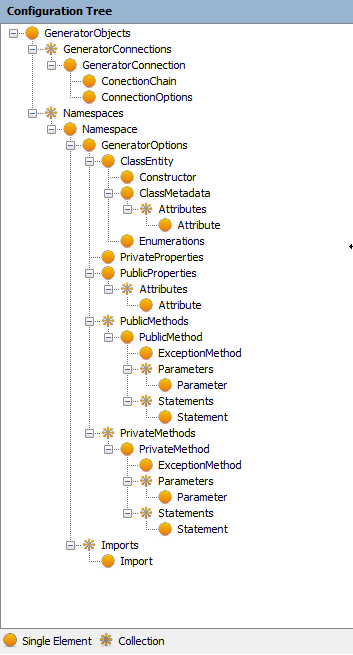 Configuration Tree
GeneratorObjects
GeneratorConnections
GeneratorConnection
ConectionChain
ConnectionOptions
Namespaces
Namespace
GeneratorOptions
ClassEntity
Constructor
ClassMetadata
Attributes
Attribute
Enumerations
PrivateProperties
PublicProperties
Attributes
Attribute
PublicMethods
PublicMethod
ExceptionMethod
Parameters
Parameter
Statements
Statement
PrivateMethods
PrivateMethod
ExceptionMethod
Parameters
Parameter
Statements
Statement
Imports
Import
Single Element Collection